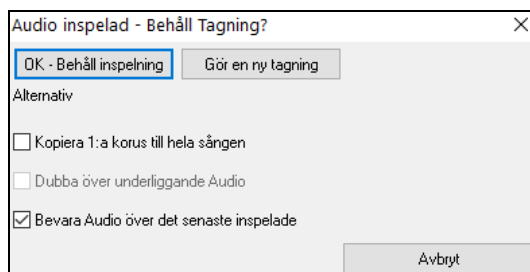 Audio inspelad - Behåll Tagning?
OK - Behåll inspelning Gör en ny tagning
Alternativ
Kopiera 1:a korus till hela sången
Dubba över underliggande Audio
Bevara Audio över det senaste inspelade
Avbryt